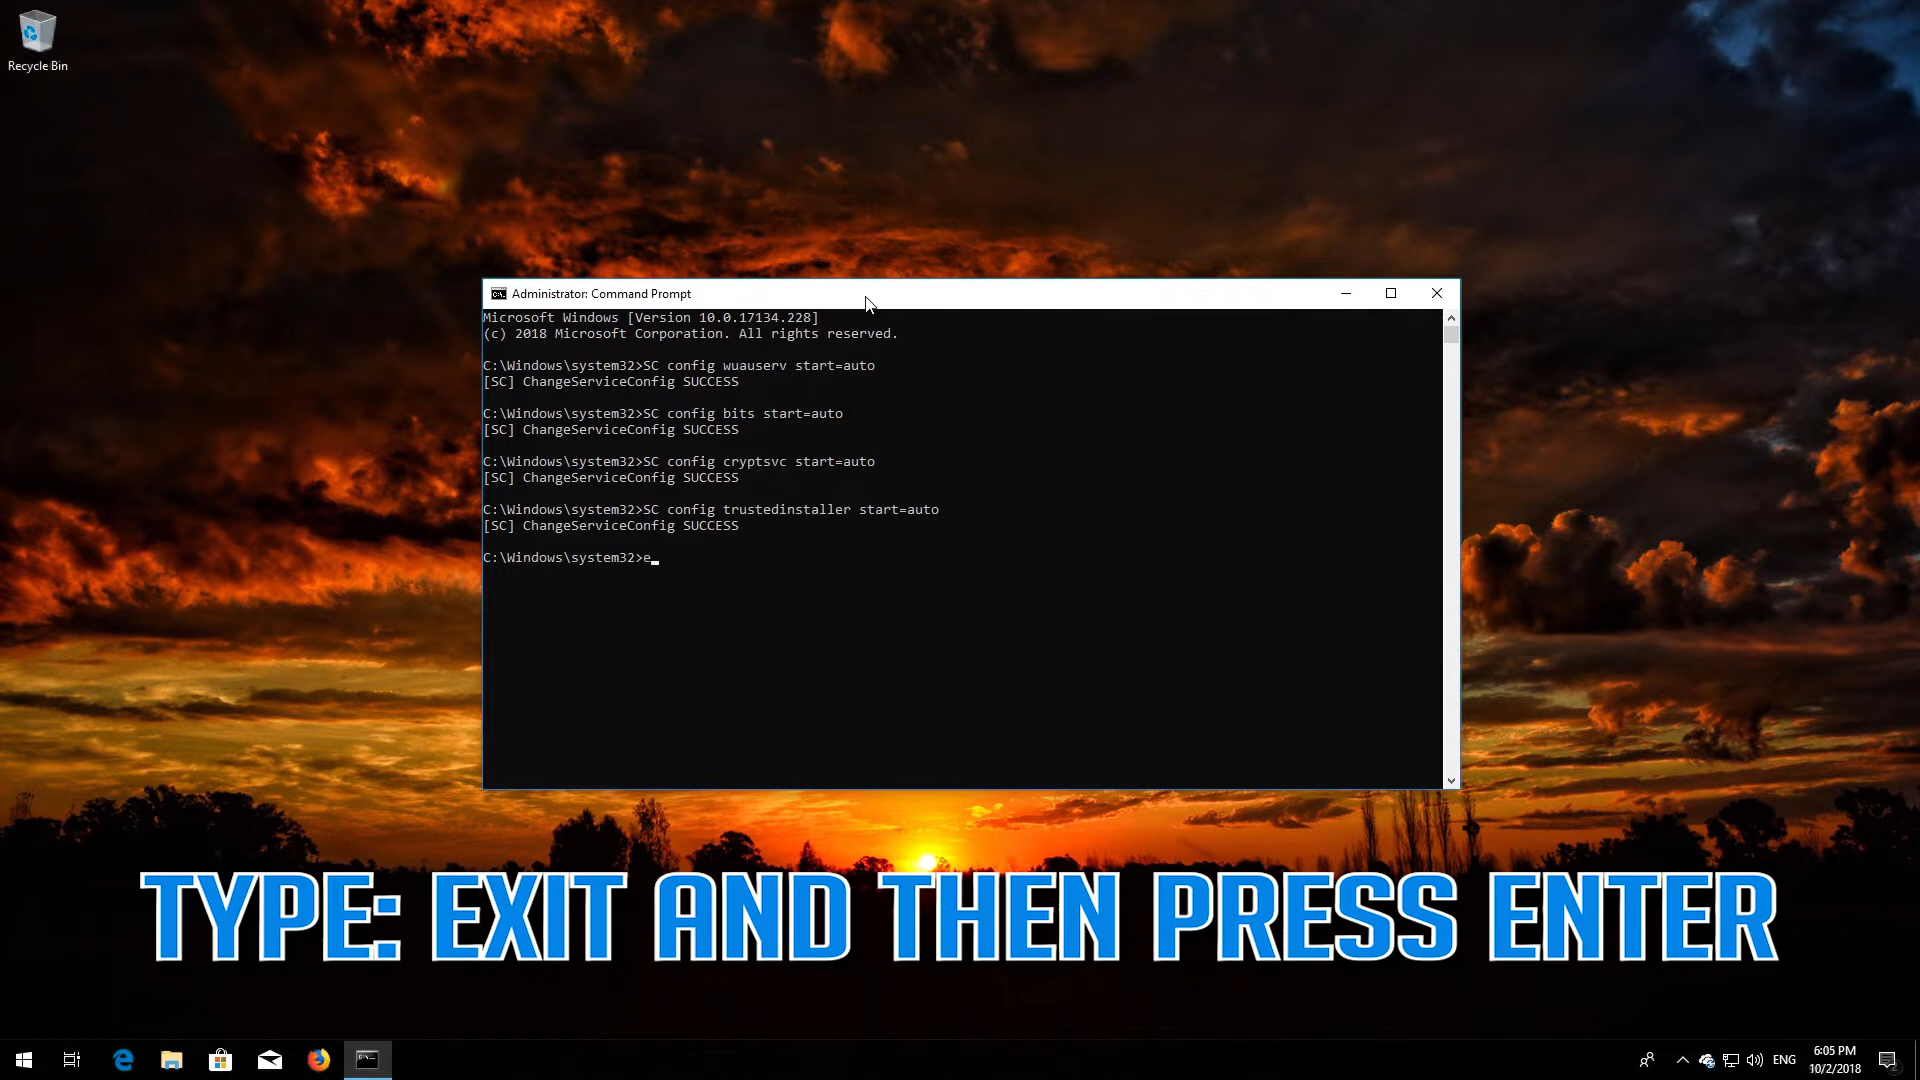 Recycle Bin
Administrator: Command Prompt
Microsoft Windows [Version 10.0.17134.228]
(c) 2018 Microsoft Corporation. All rights reserved.
C:\Windows\system32>SC config wuauserv start=auto
[SC] ChangeServiceConfig SUCCESS
C:\Windows\system32>SC config bits start=auto
[SC] ChangeServiceConfig SUCCESS
C:\Windows\system32>SC config cryptsvc start=auto
[SC] ChangeServiceConfig SUCCESS
C:\Windows\system32>SC config trustedinstaller start=auto
[SC] ChangeServiceConfig SUCCESS
C:\Windows\system32>e
TYPE: EXIT AND THEN PRESS ENTER
ENG
6:05 PM
10/2/2018